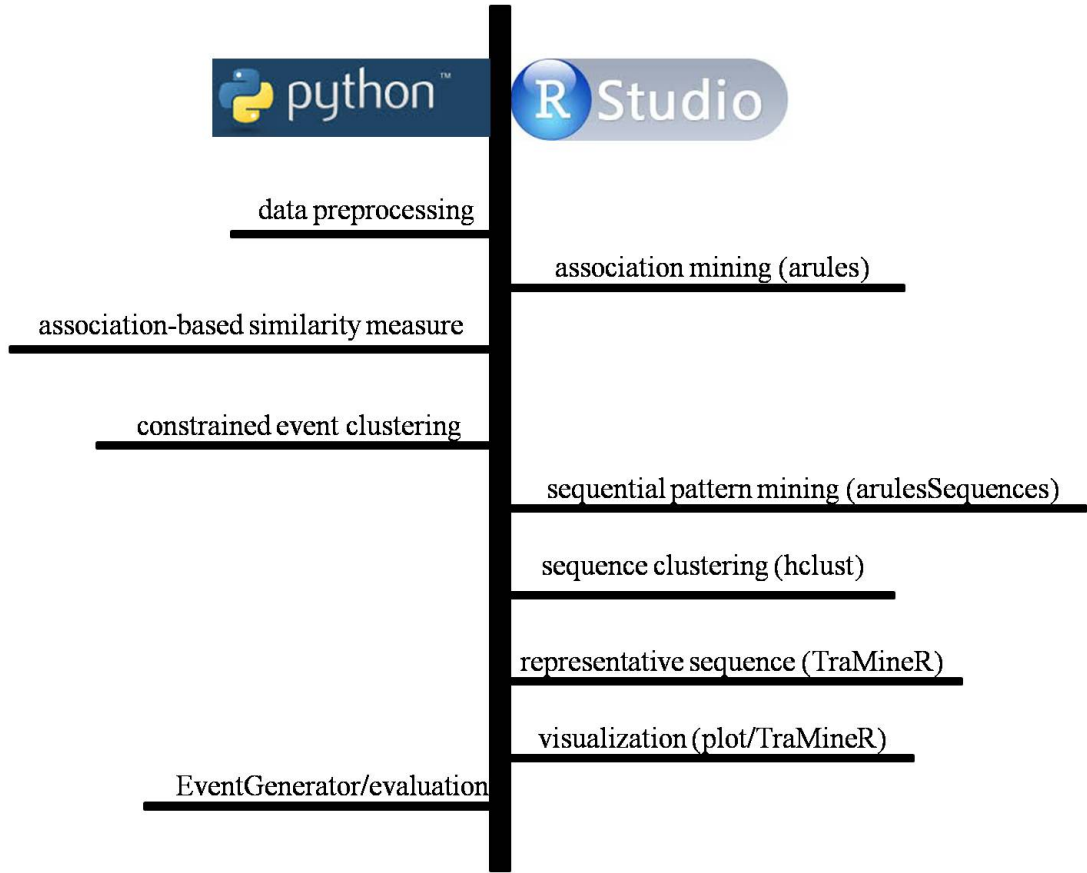 python™
R Studio
data preprocessing
association mining (arules)
association-based similarity measure
constrained event clustering
sequential pattern mining (arulesSequences)
sequence clustering (hclust)
representative sequence (TraMineR)
visualization (plot/TraMineR)
EventGenerator/evaluation